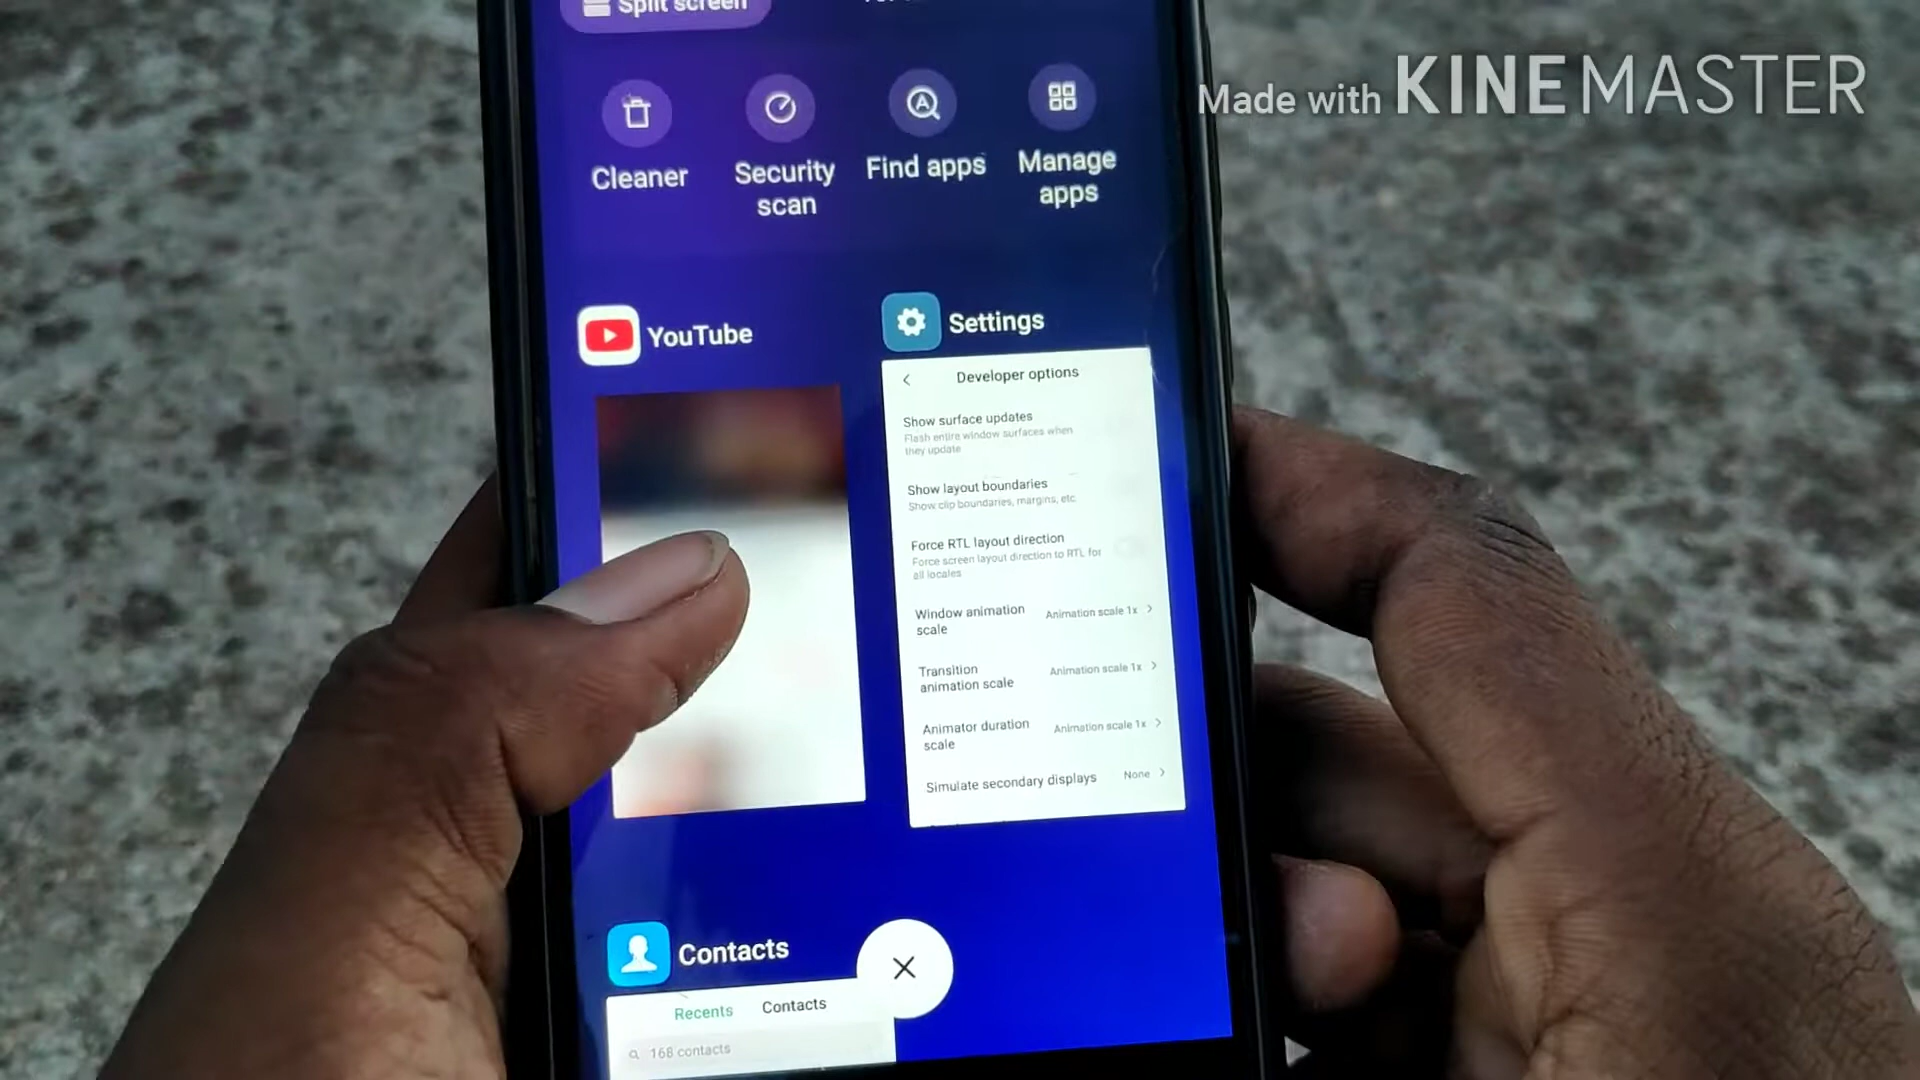 Split screen
Made with KINEMASTER
Cleaner
Security
scan
Find apps
Manage
apps
YouTube
Settings
Developer options
Show surface updates
Flash entire window surfaces when
they update
Show layout boundaries
Show clip boundaries, margins, etc
Force RTL layout direction
Force screen layout direction to RTL for
all locales
Window animation
scale
Animation scale 1x
Transition
animation scale
Animation scale 1x
Animator duration
scale
Animation scale 1x
Simulate secondary displays
None
Contacts
Recents
Contacts
168 contacts